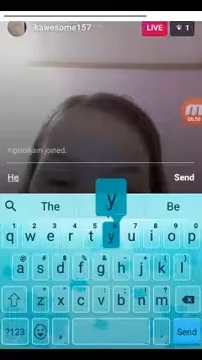 kawesome157 LIVE 1
joined.
He Send
The Be
y
q w e r t y u i o p
a s d f g h j k l
z x c v b n m
?123 , . Send